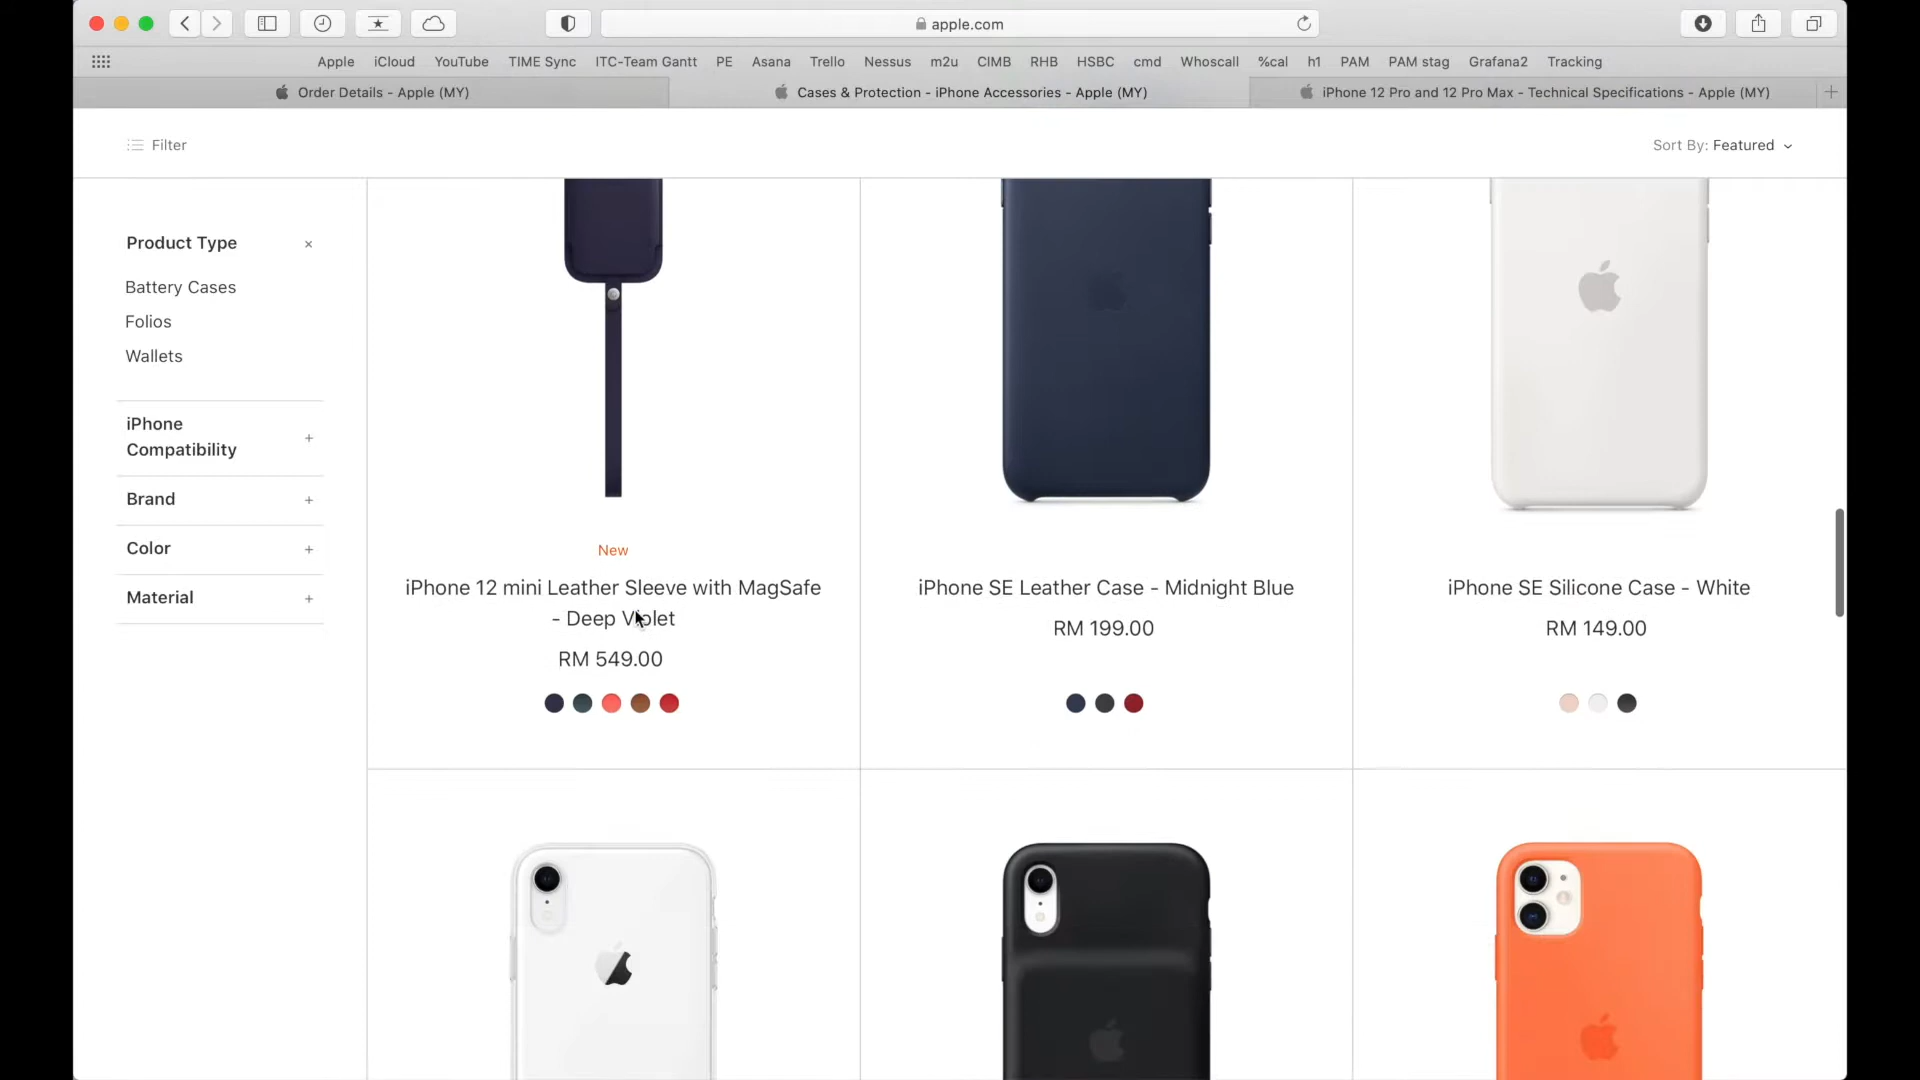 apple.com
Apple iCloud YouTube TIME Sync ITC-Team Gantt PE Asana Trello Nessus m2u CIMB RHB HSBC cmd Whoscall %cal h1 PAM PAM stag Grafana2 Tracking
Order Details - Apple (MY) Cases & Protection - iPhone Accessories - Apple (MY) iPhone 12 Pro and 12 Pro Max - Technical Specifications - Apple (MY)
Filter
Sort By: Featured
Product Type
Battery Cases
Folios
Wallets
iPhone
Compatibility
Brand
Color
Material
New
iPhone 12 mini Leather Sleeve with MagSafe
- Deep Violet
RM 549.00
iPhone SE Leather Case - Midnight Blue
RM 199.00
iPhone SE Silicone Case - White
RM 149.00